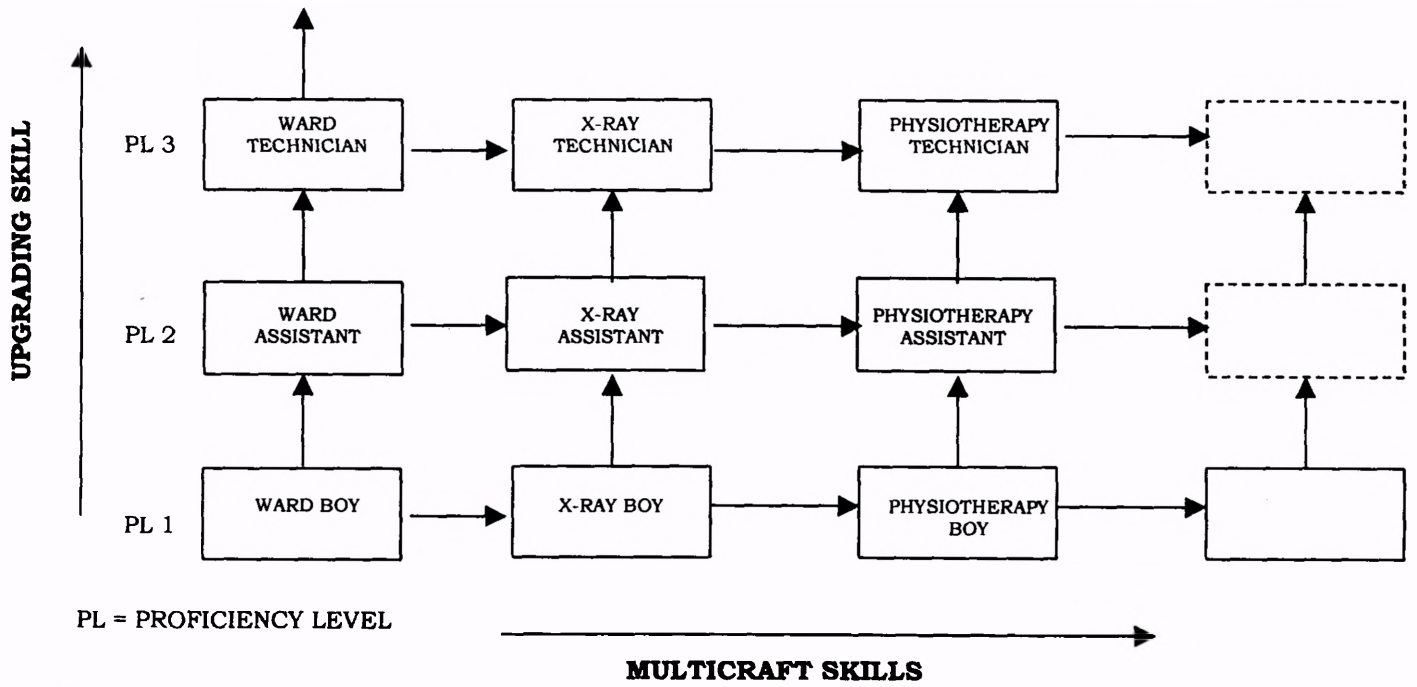 UPGRADING SKILL
PL 3
WARD
TECHNICIAN
X-RAY
TECHNICIAN
PHYSIOTHERAPY
TECHNICIAN
PL 2
WARD
ASSISTANT
X-RAY
ASSISTANT
PHYSIOTHERAPY
ASSISTANT
PL 1
WARD BOY
X-RAY BOY
PHYSIOTHERAPY
BOY
PL = PROFICIENCY LEVEL
MULTICRAFT SKILLS